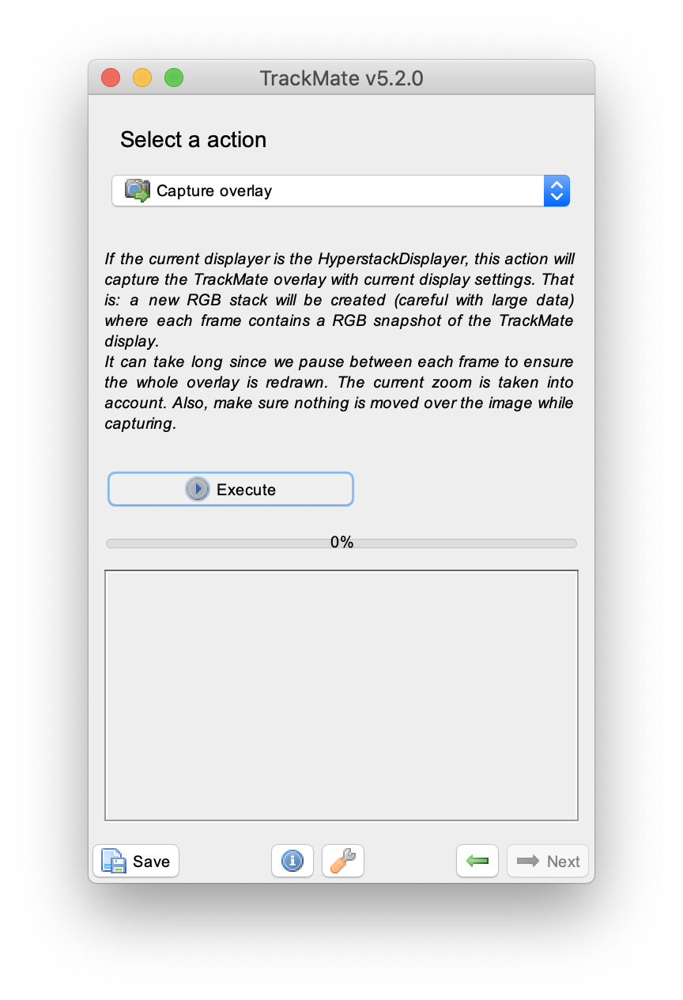 TrackMate v5.2.0
Select a action
Capture overlay
If the current displayer is the HyperstackDisplayer, this action will
capture the TrackMate overlay with current display settings. That
is: a new RGB stack will be created (careful with large data)
where each frame contains a RGB snapshot of the TrackMate
display.
It can take long since we pause between each frame to ensure
the whole overlay is redrawn. The current zoom is taken into
account. Also, make sure nothing is moved over the image while
capturing.
Execute
0%
Save
Next